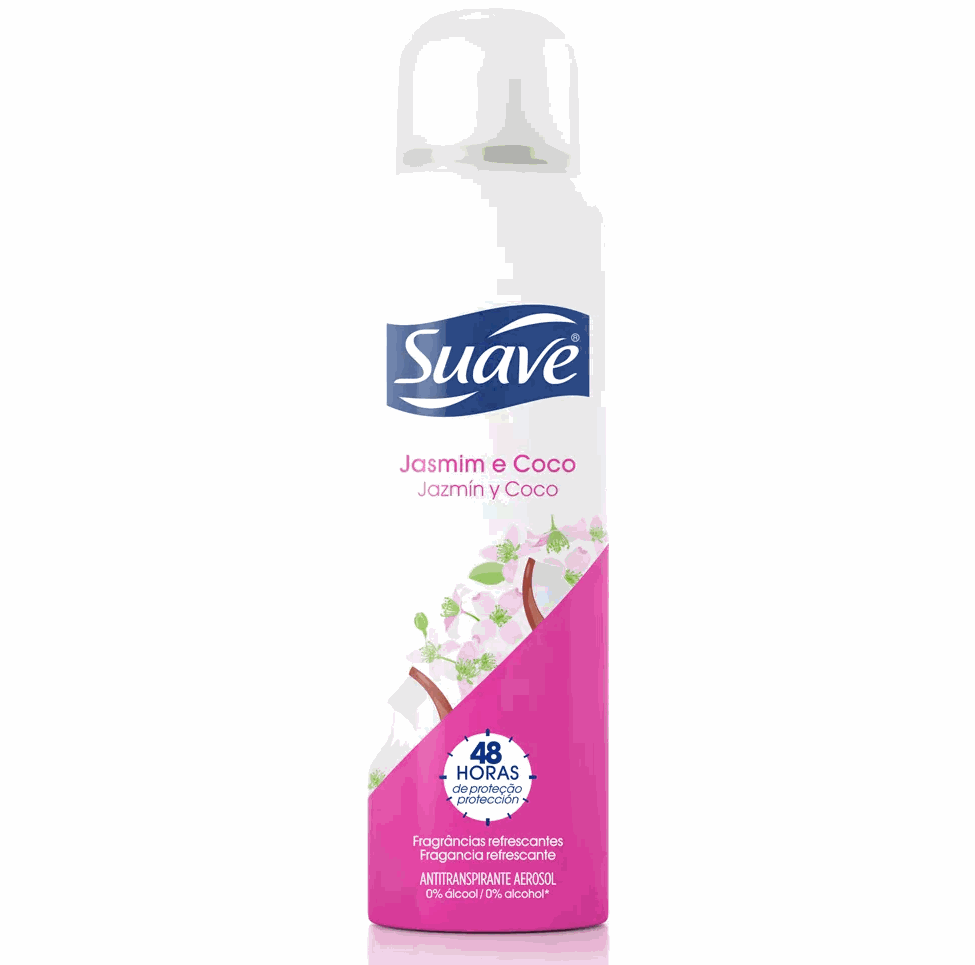 Suave®
Jasmim e Coco
Jazmín y Coco
48
HORAS
de proteção
protección
Fragrâncias refrescantes
Fragancia refrescante
ANTITRANSPIRANTE AEROSOL
0% álcool / 0% alcohol*